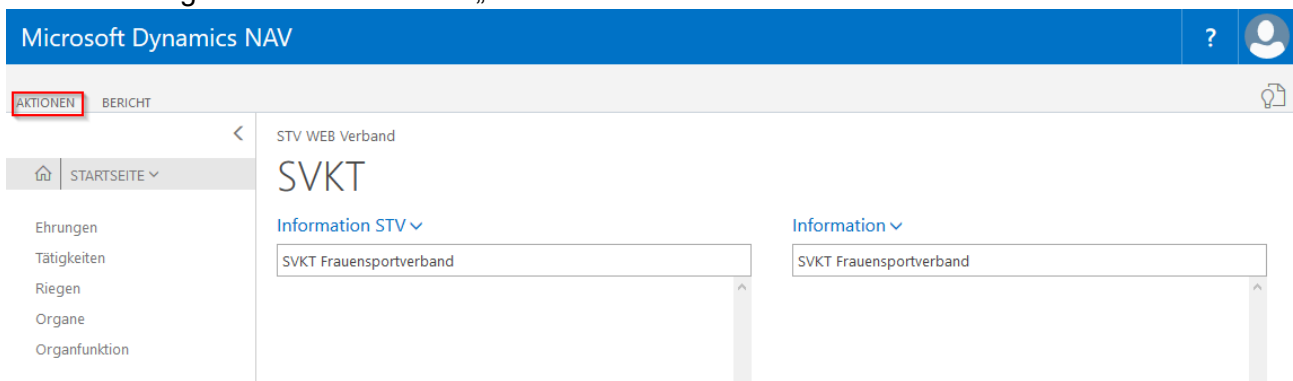 „
Microsoft Dynamics NAV ?
AKTIONEN BERICHT
STV WEB Verband
STARTSEITE
SVKT
Ehrungen
Information STV
Information
Tätigkeiten
SVKT Frauensportverband
SVKT Frauensportverband
Riegen
Organe
Organfunktion